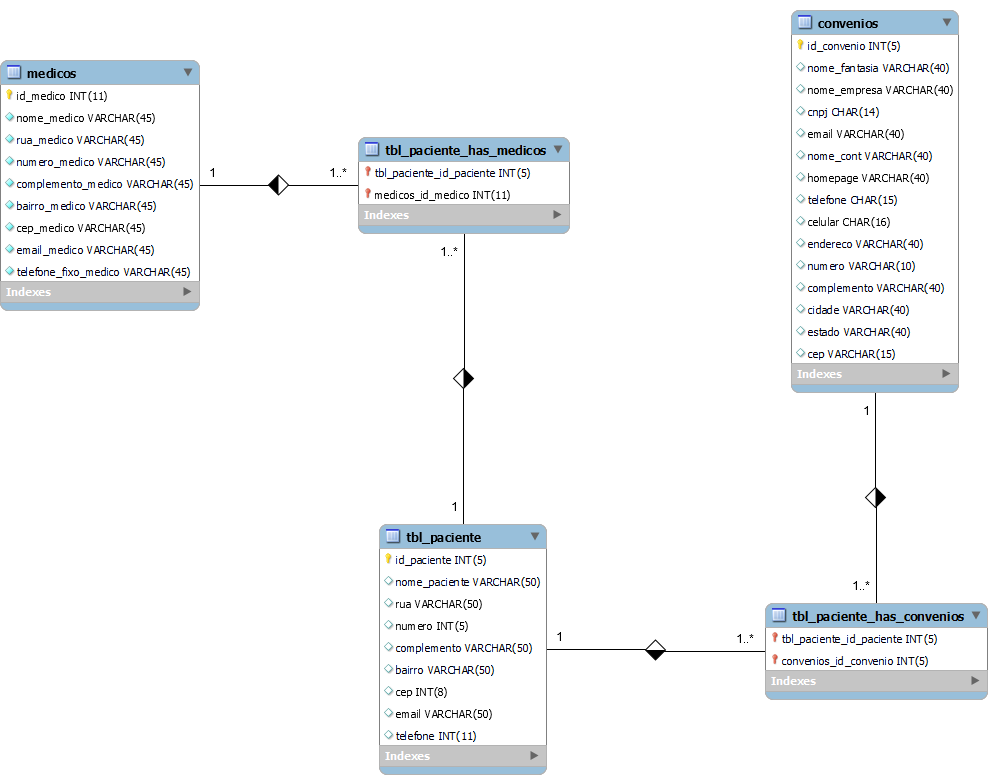 medicos
id_medico INT(11)
nome_medico VARCHAR(45)
rua_medico VARCHAR(45)
numero_medico VARCHAR(45)
complemento_medico VARCHAR(45)
bairro_medico VARCHAR(45)
cep_medico VARCHAR(45)
email_medico VARCHAR(45)
telefone_fixo_medico VARCHAR(45)
Indexes
1
1..*
tbl_paciente_has_medicos
tbl_paciente_id_paciente INT(5)
medicos_id_medico INT(11)
Indexes
1..*
1
convenios
id_convenio INT(5)
nome_fantasia VARCHAR(40)
nome_empresa VARCHAR(40)
cnpj CHAR(14)
email VARCHAR(40)
nome_cont VARCHAR(40)
homepage VARCHAR(40)
telefone CHAR(15)
celular CHAR(16)
endereco VARCHAR(40)
numero VARCHAR(10)
complemento VARCHAR(40)
cidade VARCHAR(40)
estado VARCHAR(40)
cep VARCHAR(15)
Indexes
1
1..*
tbl_paciente
id_paciente INT(5)
nome_paciente VARCHAR(50)
rua VARCHAR(50)
numero INT(5)
complemento VARCHAR(50)
bairro VARCHAR(50)
cep INT(8)
email VARCHAR(50)
telefone INT(11)
Indexes
1
1..*
tbl_paciente_has_convenios
tbl_paciente_id_paciente INT(5)
convenios_id_convenio INT(5)
Indexes